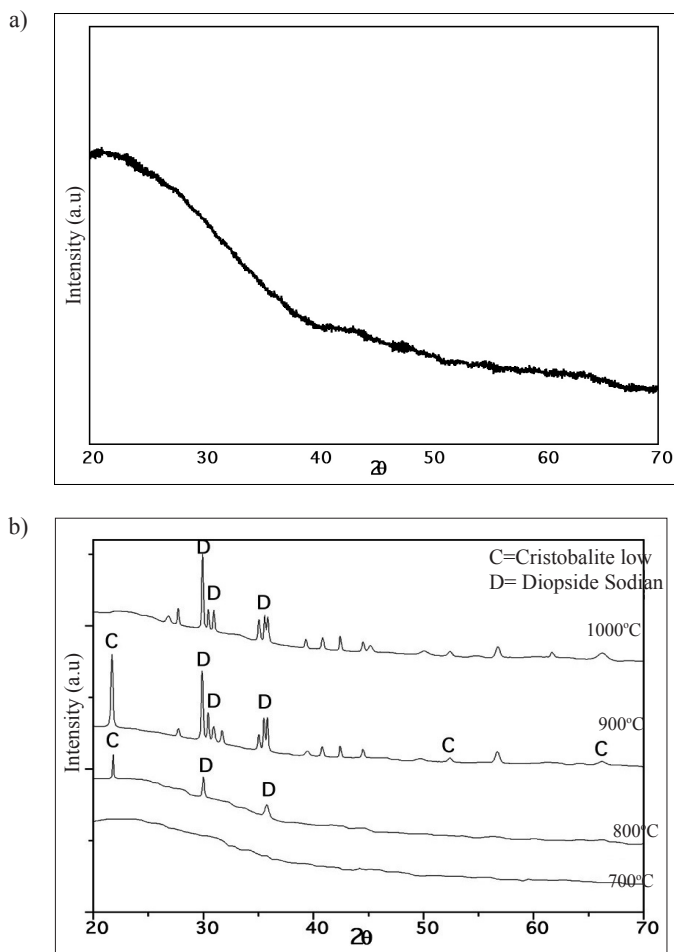 a)
Intensity (a.u)
20 30 40 50 60 70
2θ
b)
C=Cristobalite low
D= Diopside Sodian
D
D
D
1000ºC
C
D
D
D
900ºC
C
C
C
D
D
800ºC
700ºC
Intensity (a.u)
20 30 40 50 60 70
2θ